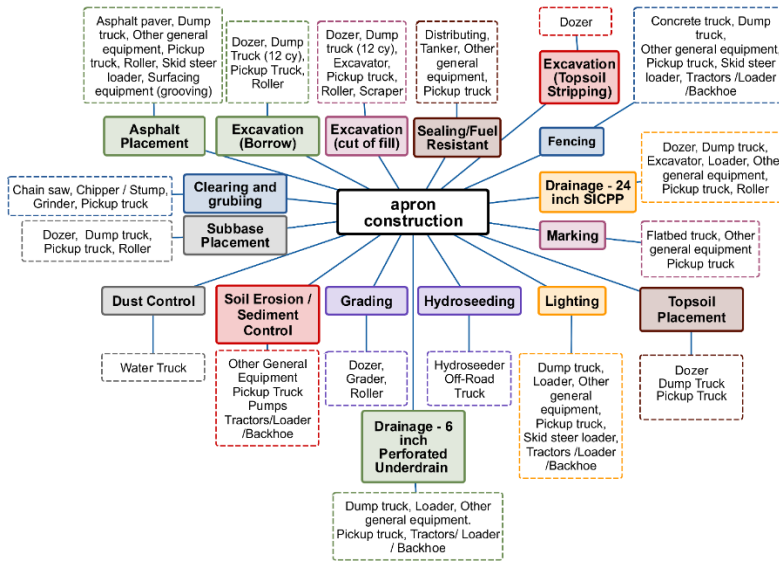 Asphalt paver, Dump
truck, Other general
equipment, Pickup
truck, Roller, Skid steer
loader, Surfacing
equipment (grooving)
Dozer, Dump
Truck (12 cy),
Pickup Truck,
Roller
Dozer, Dump
truck (12 cy)
Excavator,
Pickup truck,
Roller, Scraper
Distributing,
Tanker, Other
general
equipment,
Pickup truck
Dozer
Concrete truck, Dump
truck,
Other general equipment
Pickup truck, Skid steer
loader, Tractors /Loader
/Backhoe
Asphalt
Placement
Excavation
(Borrow)
Excavation
(cut of fill)
Sealing/Fuel
Resistant
Excavation
(Topsoil
Stripping)
Fencing
Chain saw, Chipper / Stump,
Grinder, Pickup truck
Clearing and
grubiing
Dozer, Dump truck,
Pickup truck, Roller
Subbase
Placement
apron
construction
Drainage - 24
inch SICPP
Dozer, Dump truck,
Excavator, Loader, Other
general equipment,
Pickup truck, Roller
Marking
Flatbed truck, Other
general equipment
Pickup truck
Dust Control
Soil Erosion /
Sediment
Control
Grading
Hydroseeding
Lighting
Topsoil
Placement
Water Truck
Other General
Equipment
Pickup Truck
Pumps
Tractors/Loader
/Backhoe
Dozer,
Grader,
Roller
Hydroseeder
Off-Road
Truck
Dump truck,
Loader, Other
general
equipment,
Pickup truck,
Skid steer loader,
Tractors /Loader
/Backhoe
Dozer
Dump Truck
Pickup Truck
Drainage - 6
inch
Perforated
Underdrain
Dump truck, Loader, Other
general equipment.
Pickup truck, Tractors/ Loader
/ Backhoe